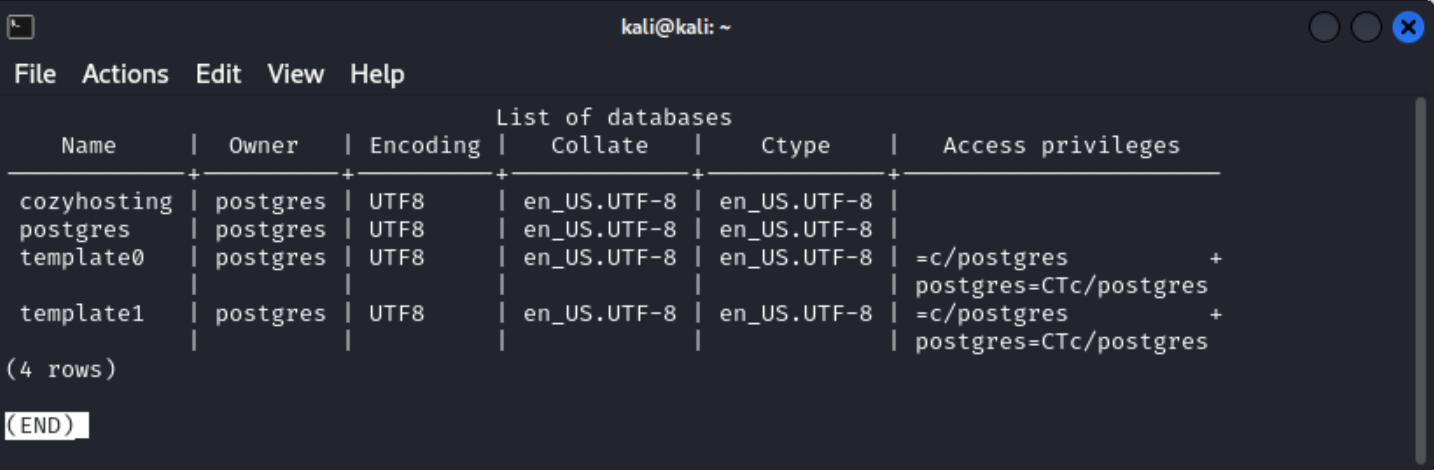 kali@kali: ~
File Actions Edit View Help
List of databases
Name | Owner | Encoding | Collate | Ctype | Access privileges
cozyhosting | postgres | UTF8 | en_US.UTF-8 | en_US.UTF-8 |
postgres | postgres | UTF8 | en_US.UTF-8 | en_US.UTF-8 |
template0 | postgres | UTF8 | en_US.UTF-8 | en_US.UTF-8 | =c/postgres +
| | | | | postgres=CTc/postgres
template1 | postgres | UTF8 | en_US.UTF-8 | en_US.UTF-8 | =c/postgres +
| | | | | postgres=CTc/postgres
(4 rows)
(END)